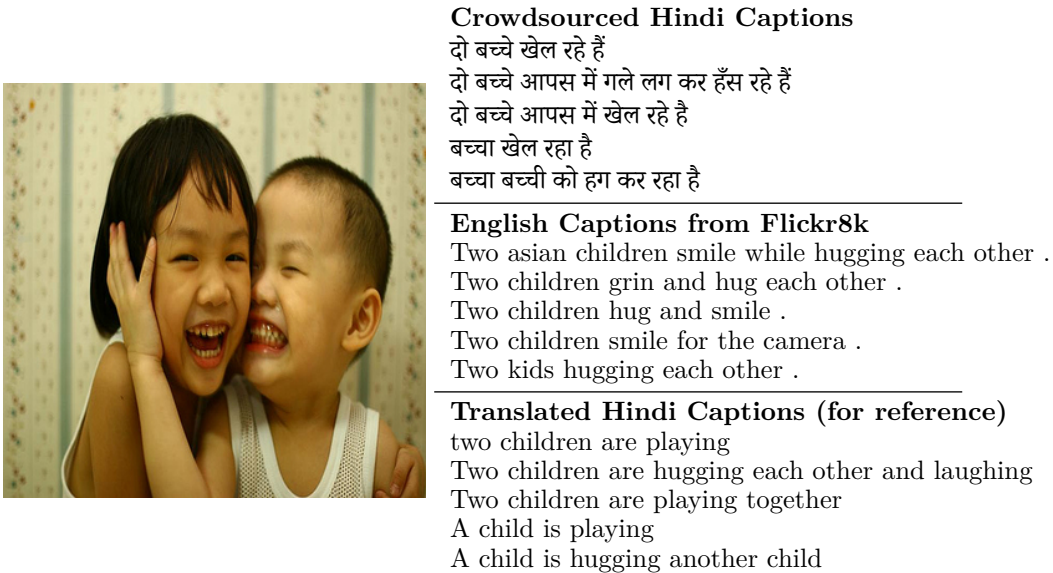 Crowdsourced Hindi Captions
दो बच्चे खेल रहे हैं
दो बच्चे आपस में गले लग कर हँस रहे हैं
दो बच्चे आपस में खेल रहे है
बच्चा खेल रहा है
बच्चा बच्ची को हग कर रहा है
English Captions from Flickr8k
Two asian children smile while hugging each other .
Two children grin and hug each other .
Two children hug and smile .
Two children smile for the camera .
Two kids hugging each other .
Translated Hindi Captions (for reference)
two children are playing
Two children are hugging each other and laughing
Two children are playing together
A child is playing
A child is hugging another child